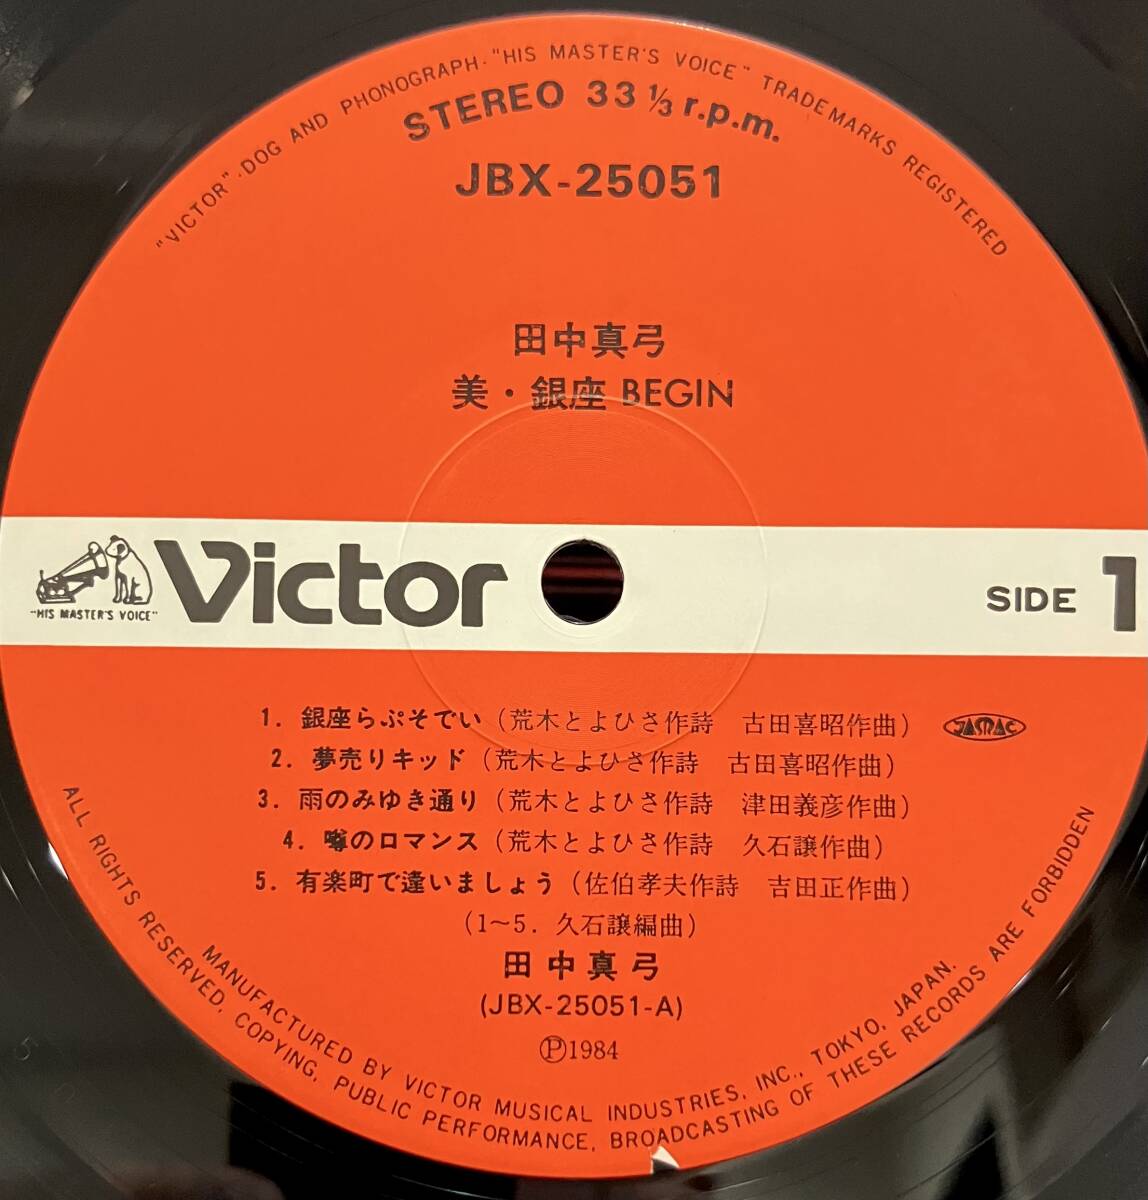 "VICTOR"·DOG AND PHONOGRAPH·"HIS MASTER'S VOICE" TRADEMARKS REGISTERED
STEREO 33 1/3 r.p.m.
JBX-25051
田中真弓
美・銀座 BEGIN
"HIS MASTER'S VOICE"
Victor
SIDE 1
1. 銀座らぷそでぃ (荒木とよひさ作詩 古田喜昭作曲) JASRAC
2. 夢売りキッド (荒木とよひさ作詩 古田喜昭作曲)
3. 雨のみゆき通り (荒木とよひさ作詩 津田義彦作曲)
4. 噂のロマンス (荒木とよひさ作詩 久石譲作曲)
5. 有楽町で逢いましょう (佐伯孝夫作詩 吉田正作曲)
(1~5. 久石譲編曲)
田中真弓
(JBX-25051-A)
Ⓟ1984
MANUFACTURED BY VICTOR MUSICAL INDUSTRIES, INC., TOKYO, JAPAN.
ALL RIGHTS RESERVED, COPYING, PUBLIC PERFORMANCE, BROADCASTING OF THESE RECORDS ARE FORBIDDEN